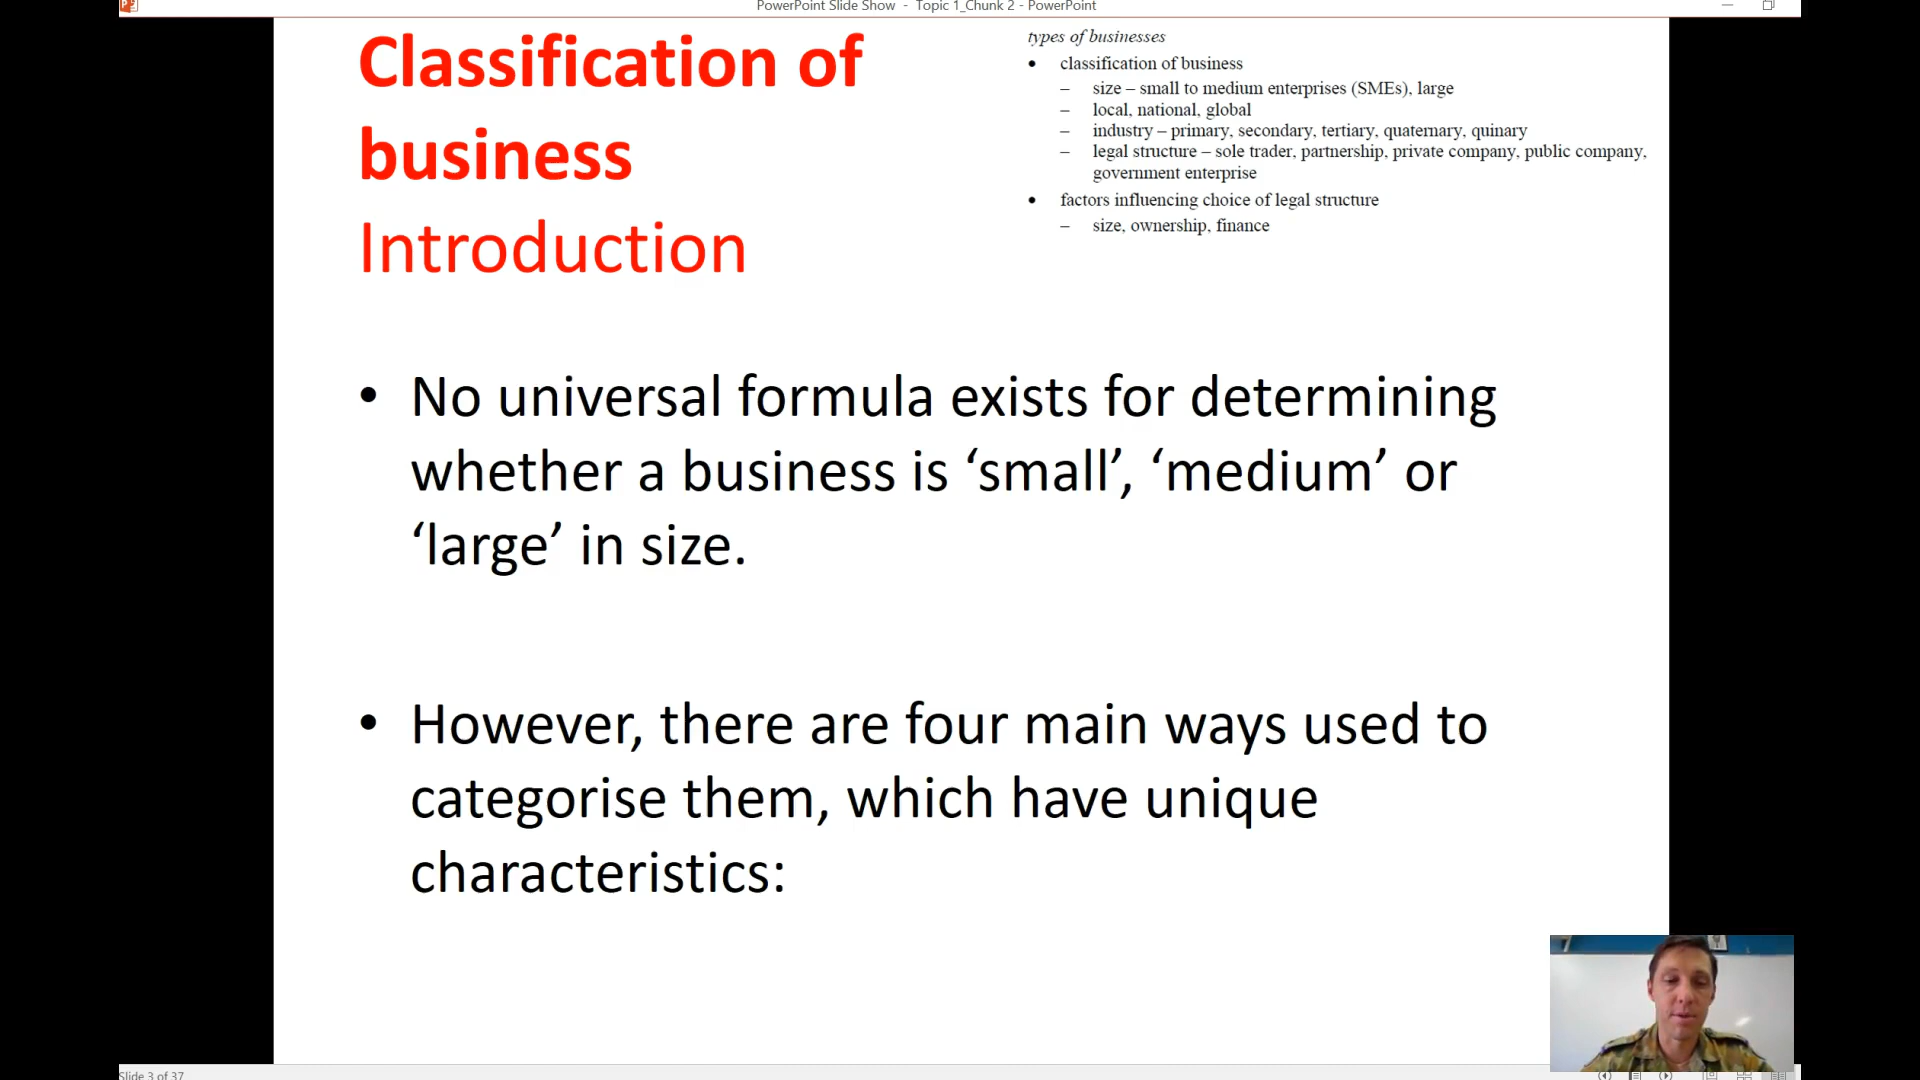 PowerPoint Slide Show - Topic 1_Chunk 2 - PowerPoint
Classification of
business
Introduction
types of businesses
• classification of business
– size – small to medium enterprises (SMEs), large
– local, national, global
– industry – primary, secondary, tertiary, quaternary, quinary
– legal structure – sole trader, partnership, private company, public company,
government enterprise
• factors influencing choice of legal structure
– size, ownership, finance
• No universal formula exists for determining
whether a business is ‘small’, ‘medium’ or
‘large’ in size.
• However, there are four main ways used to
categorise them, which have unique
characteristics:
Slide 3 of 37